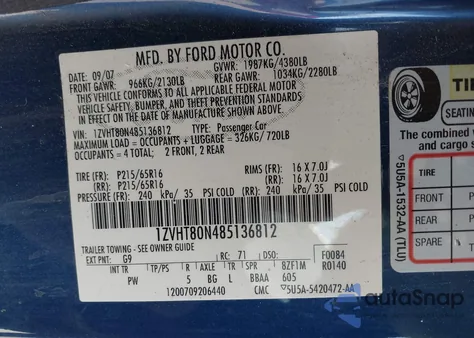 MFD. BY FORD MOTOR CO.
DATE: 09/07 GVWR: 1987KG/4380LB
FRONT GAWR: 966KG/2130LB REAR GAWR: 1034KG/2280LB
THIS VEHICLE CONFORMS TO ALL APPLICABLE FEDERAL MOTOR
VEHICLE SAFETY, BUMPER, AND THEFT PREVENTION STANDARDS
IN EFFECT ON THE DATE OF MANUFACTURE SHOWN ABOVE.
VIN: 1ZVHT80N485136812 TYPE: Passenger Car
MAXIMUM LOAD = OCCUPANTS + LUGGAGE = 326KG/720LB
OCCUPANTS = 4 TOTAL: 2 FRONT, 2 REAR
TIRE (FR): P215/65R16 RIMS (FR): 16 X 7.0J
(RR): P215/65R16 (RR): 16 X 7.0J
PRESSURE (FR): 240 kPa/ 35 PSI COLD (RR): 240 kPa/ 35 PSI COLD
1ZVHT80N485136812
TRAILER TOWING - SEE OWNER GUIDE
EXT PNT: G9 RC: 71 DSO: F0084
INT TR TP/PS R AXLE TR SPR 8ZF1M R0140
PW 5 BG L BBAA 605
1200709206440 CMC 5U5A-5420472-AA
5U5A-1532-AA (TLU)
TI
SEATIN
The combined
and cargo s
TIRE
FRONT
REAR P
SPARE T
autoSnap